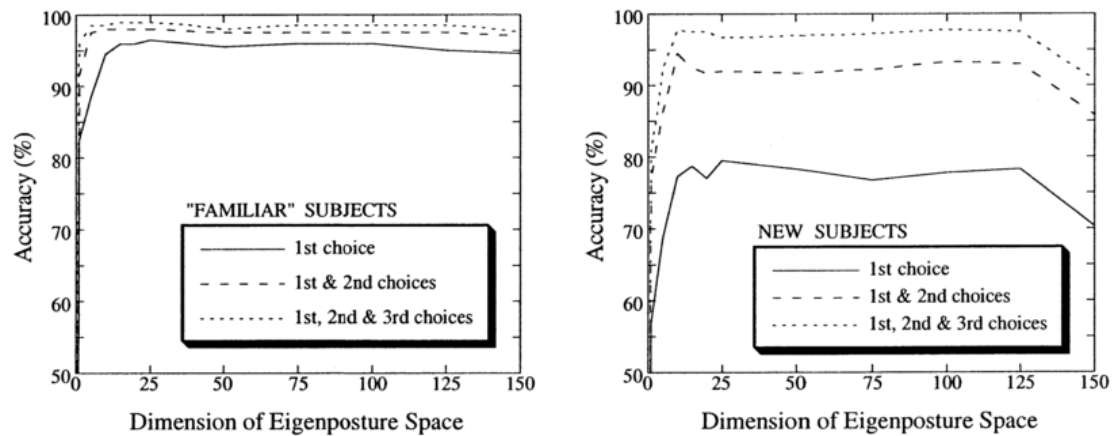 100
90
80
70
60
50
Accuracy (%)
"FAMILIAR" SUBJECTS
1st choice
1st & 2nd choices
1st, 2nd & 3rd choices
0 25 50 75 100 125 150
Dimension of Eigenposture Space
100
90
80
70
60
50
Accuracy (%)
NEW SUBJECTS
1st choice
1st & 2nd choices
1st, 2nd & 3rd choices
0 25 50 75 100 125 150
Dimension of Eigenposture Space